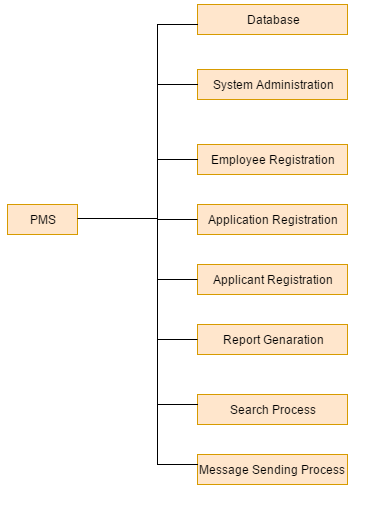 Database
System Administration
Employee Registration
PMS
Application Registration
Applicant Registration
Report Genaration
Search Process
Message Sending Process